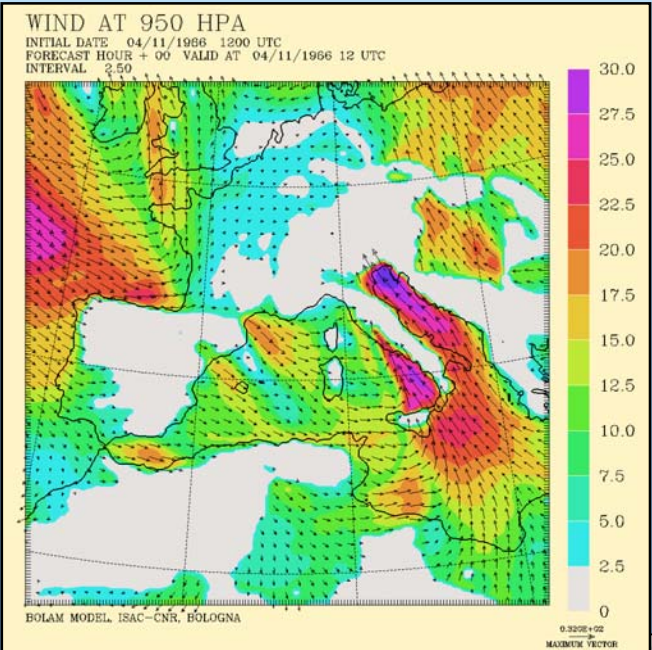 WIND AT 950 HPA
INITIAL DATE 04/11/1966 1200 UTC
FORECAST HOUR + 00 VALID AT 04/11/1966 12 UTC
INTERVAL 2.50
30.0
27.5
25.0
22.5
20.0
17.5
15.0
12.5
10.0
7.5
5.0
2.5
0
BOLAM MODEL, ISAC-CNR, BOLOGNA
0.320E+02
MAXIMUM VECTOR